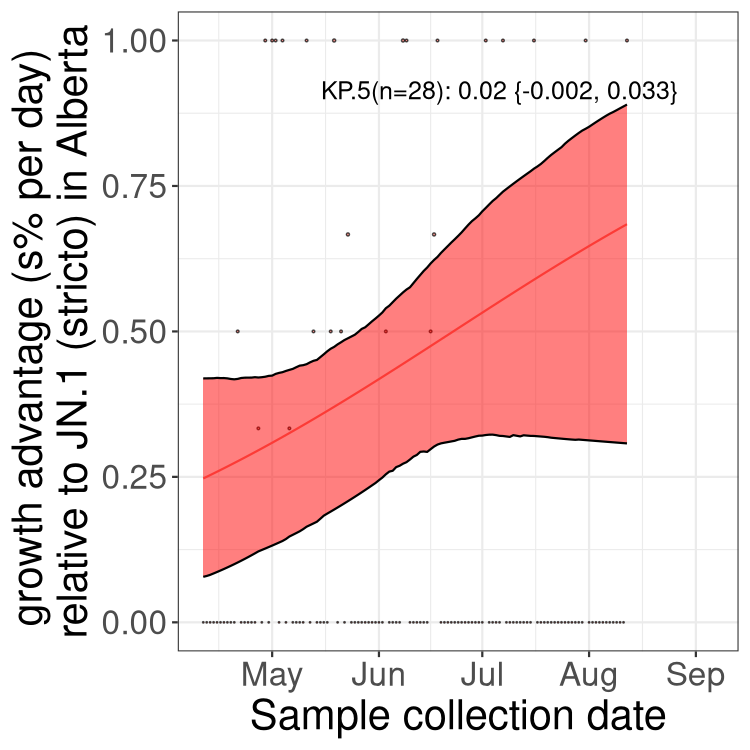 growth advantage (s% per day)
relative to JN.1 (stricto) in Alberta
1.00
0.75
0.50
0.25
0.00
KP.5(n=28): 0.02 {-0.002, 0.033}
May Jun Jul Aug Sep
Sample collection date